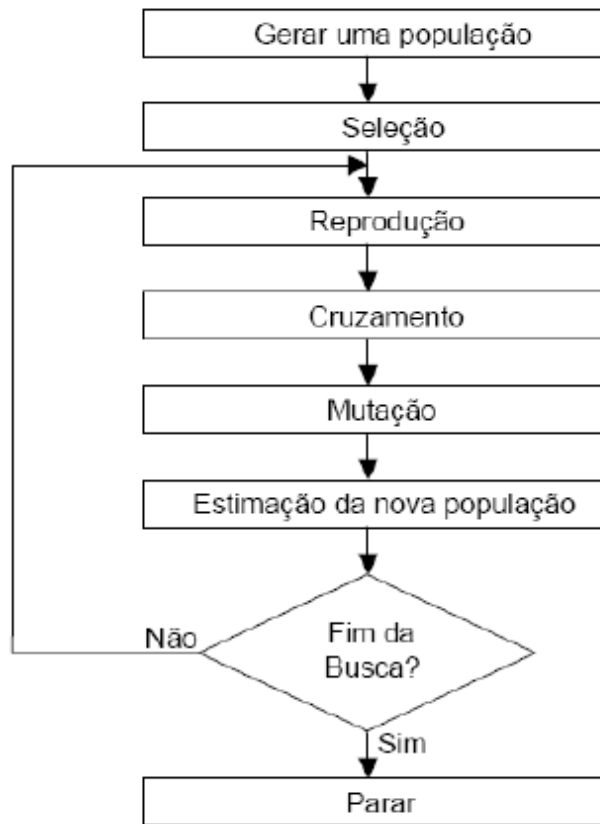 Gerar uma população
Seleção
Reprodução
Cruzamento
Mutação
Estimação da nova população
Não
Fim da
Busca?
Sim
Parar